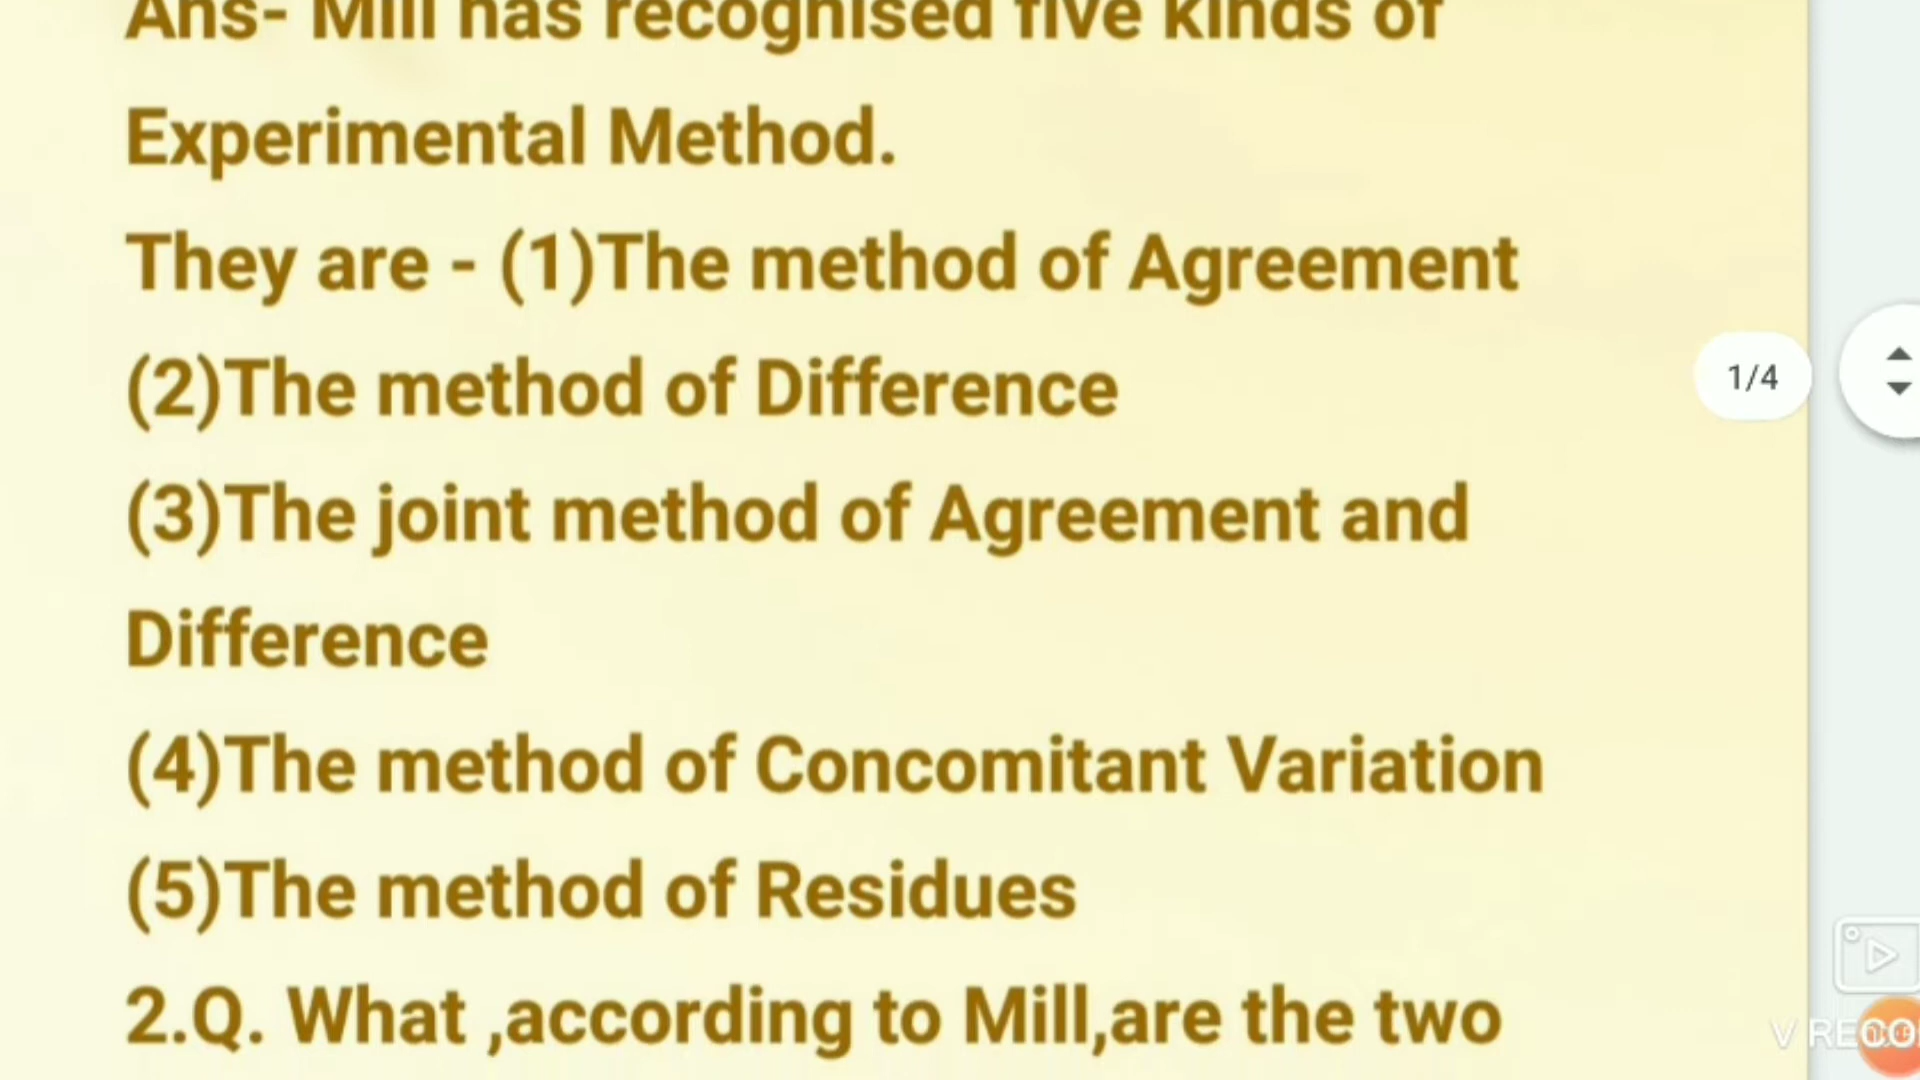 Ans- Mill has recognised five kinds of
Experimental Method.
They are - (1)The method of Agreement
(2)The method of Difference
1/4
(3)The joint method of Agreement and
Difference
(4)The method of Concomitant Variation
(5)The method of Residues
2.Q. What ,according to Mill,are the two
V RECO